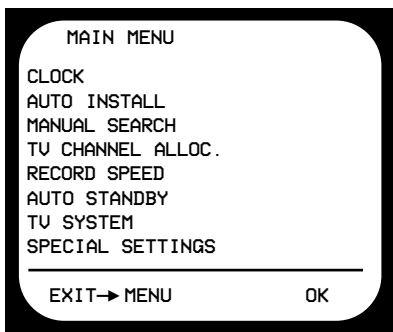 MAIN MENU
CLOCK
AUTO INSTALL
MANUAL SEARCH
TV CHANNEL ALLOC.
RECORD SPEED
AUTO STANDBY
TV SYSTEM
SPECIAL SETTINGS
EXIT→ MENU OK